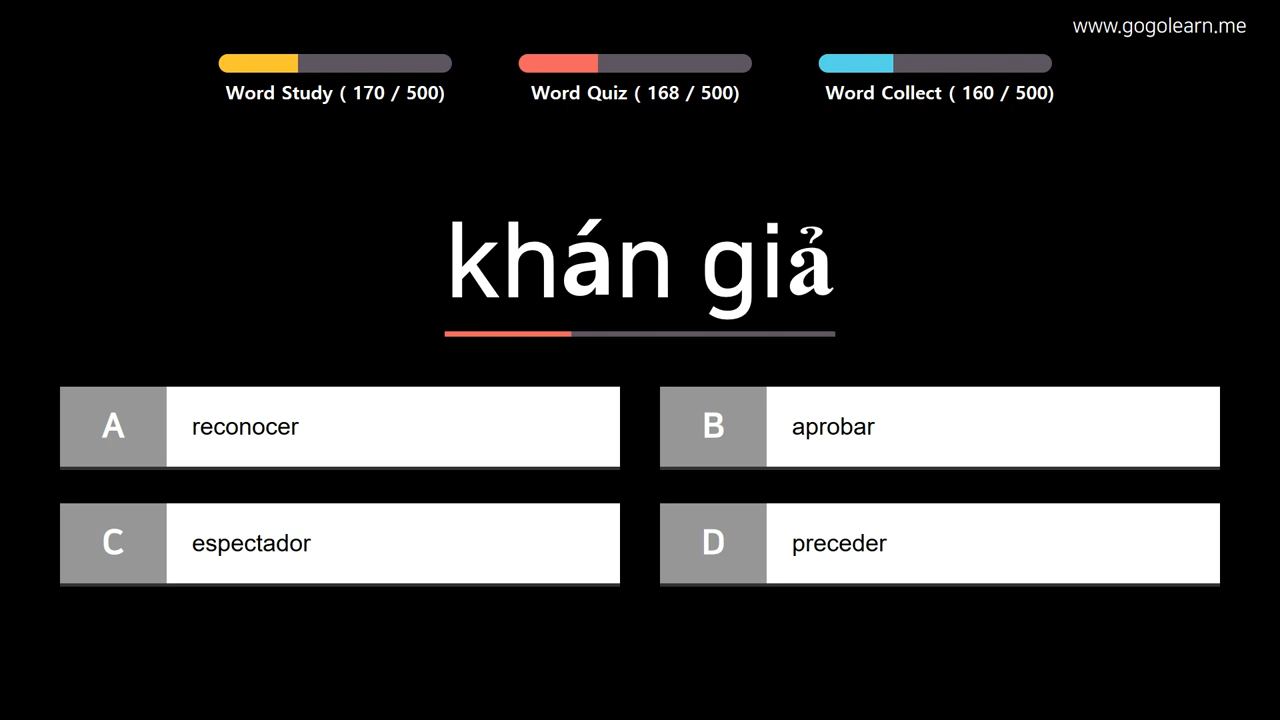 www.gogolearn.me
Word Study ( 170 / 500)
Word Quiz ( 168 / 500)
Word Collect ( 160 / 500)
khán giả
A reconocer
B aprobar
C espectador
D preceder